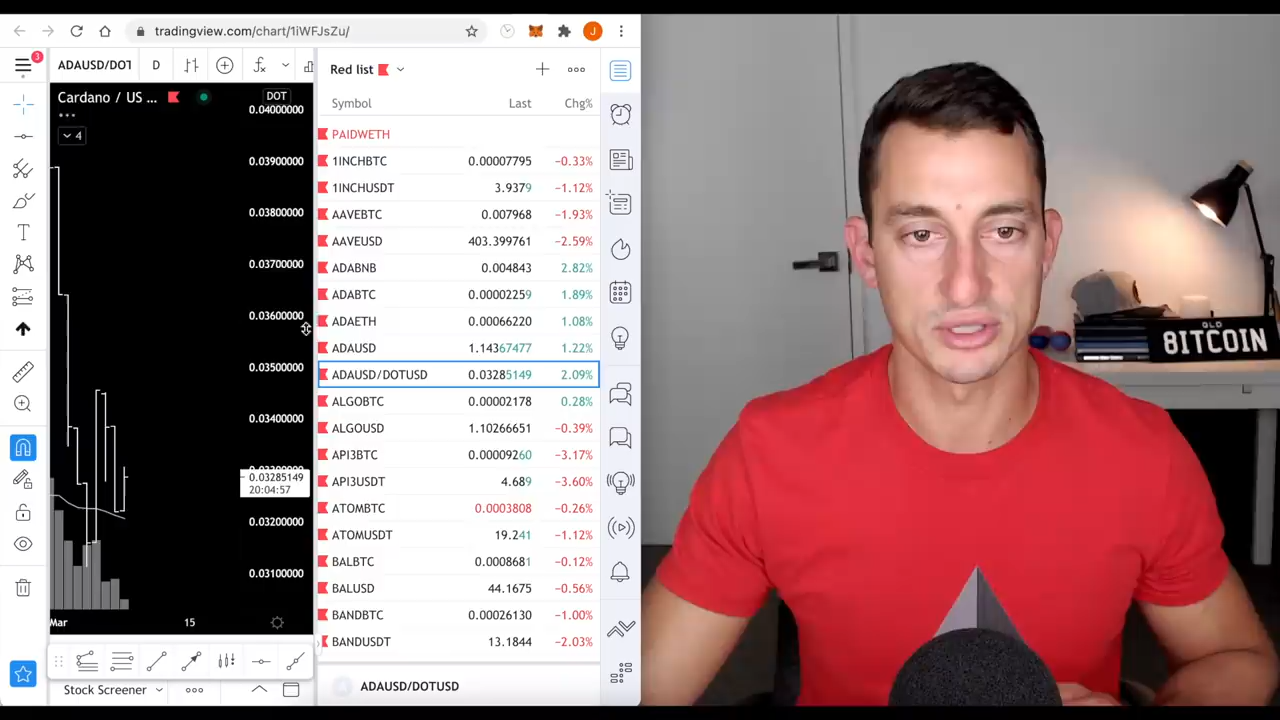 tradingview.com/chart/1iWFJsZu/
J
3
ADAUSD/DOT
D
Red list
Symbol Last Chg%
Cardano / US ...
DOT
4
0.04000000
0.03900000
0.03800000
0.03700000
0.03600000
0.03500000
0.03400000
0.03285149
20:04:57
0.03200000
0.03100000
Mar 15
Stock Screener
PAIDWETH
1INCHBTC 0.00007795 −0.33%
1INCHUSDT 3.9379 −1.12%
AAVEBTC 0.007968 −1.93%
AAVEUSD 403.399761 −2.59%
ADABNB 0.004843 2.82%
ADABTC 0.00002259 1.89%
ADAETH 0.00066220 1.08%
ADAUSD 1.14367477 1.22%
ADAUSD/DOTUSD 0.03285149 2.09%
ALGOBTC 0.00002178 0.28%
ALGOUSD 1.10266651 −0.39%
API3BTC 0.00009260 −3.17%
API3USDT 4.689 −3.60%
ATOMBTC 0.0003808 −0.26%
ATOMUSDT 19.241 −1.12%
BALBTC 0.0008681 −0.12%
BALUSD 44.1675 −0.56%
BANDBTC 0.00026130 −1.00%
BANDUSDT 13.1844 −2.03%
ADAUSD/DOTUSD
QLD
8ITCOIN